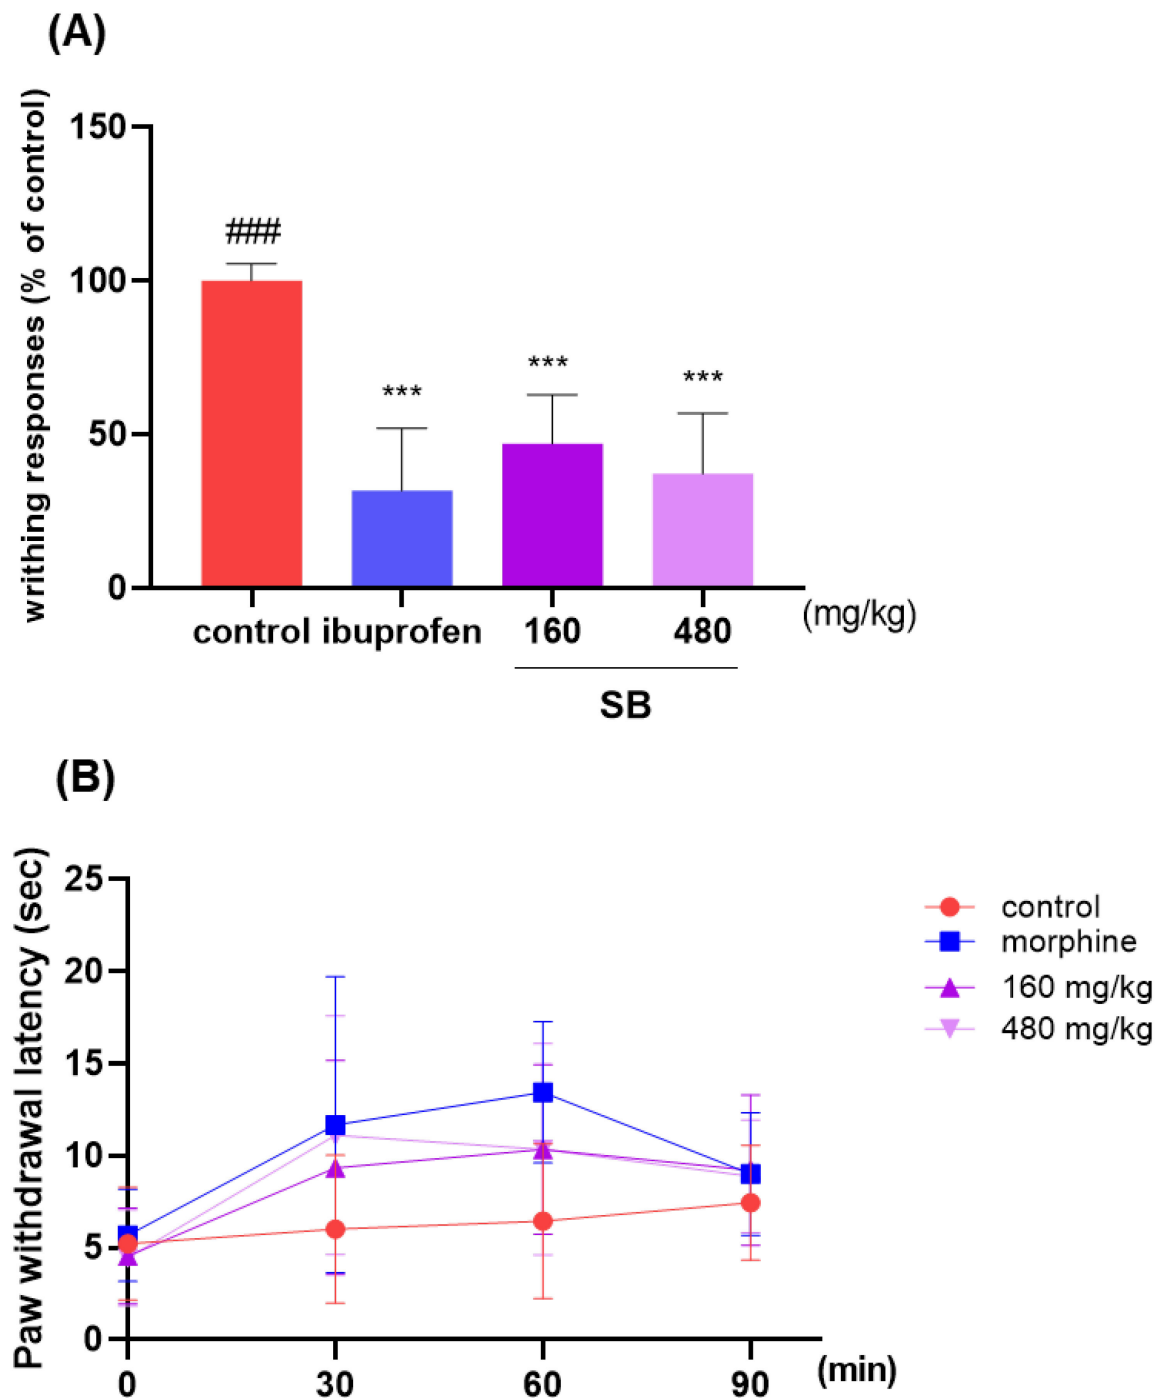 (A)
writhing responses (% of control)
150
100
50
0
###
***
***
***
control ibuprofen 160 480 (mg/kg)
SB
(B)
Paw withdrawal latency (sec)
25
20
15
10
5
0
0 30 60 90 (min)
control
morphine
160 mg/kg
480 mg/kg